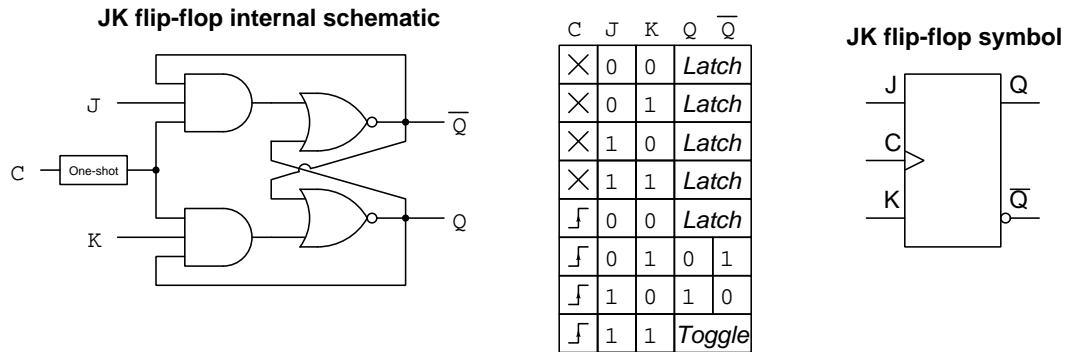 JK flip-flop internal schematic
J
C
One-shot
K
Q
Q
C J K Q Q
0 0 Latch
0 1 Latch
1 0 Latch
1 1 Latch
0 0 Latch
0 1 0 1
1 0 1 0
1 1 Toggle
JK flip-flop symbol
J Q
C
K Q